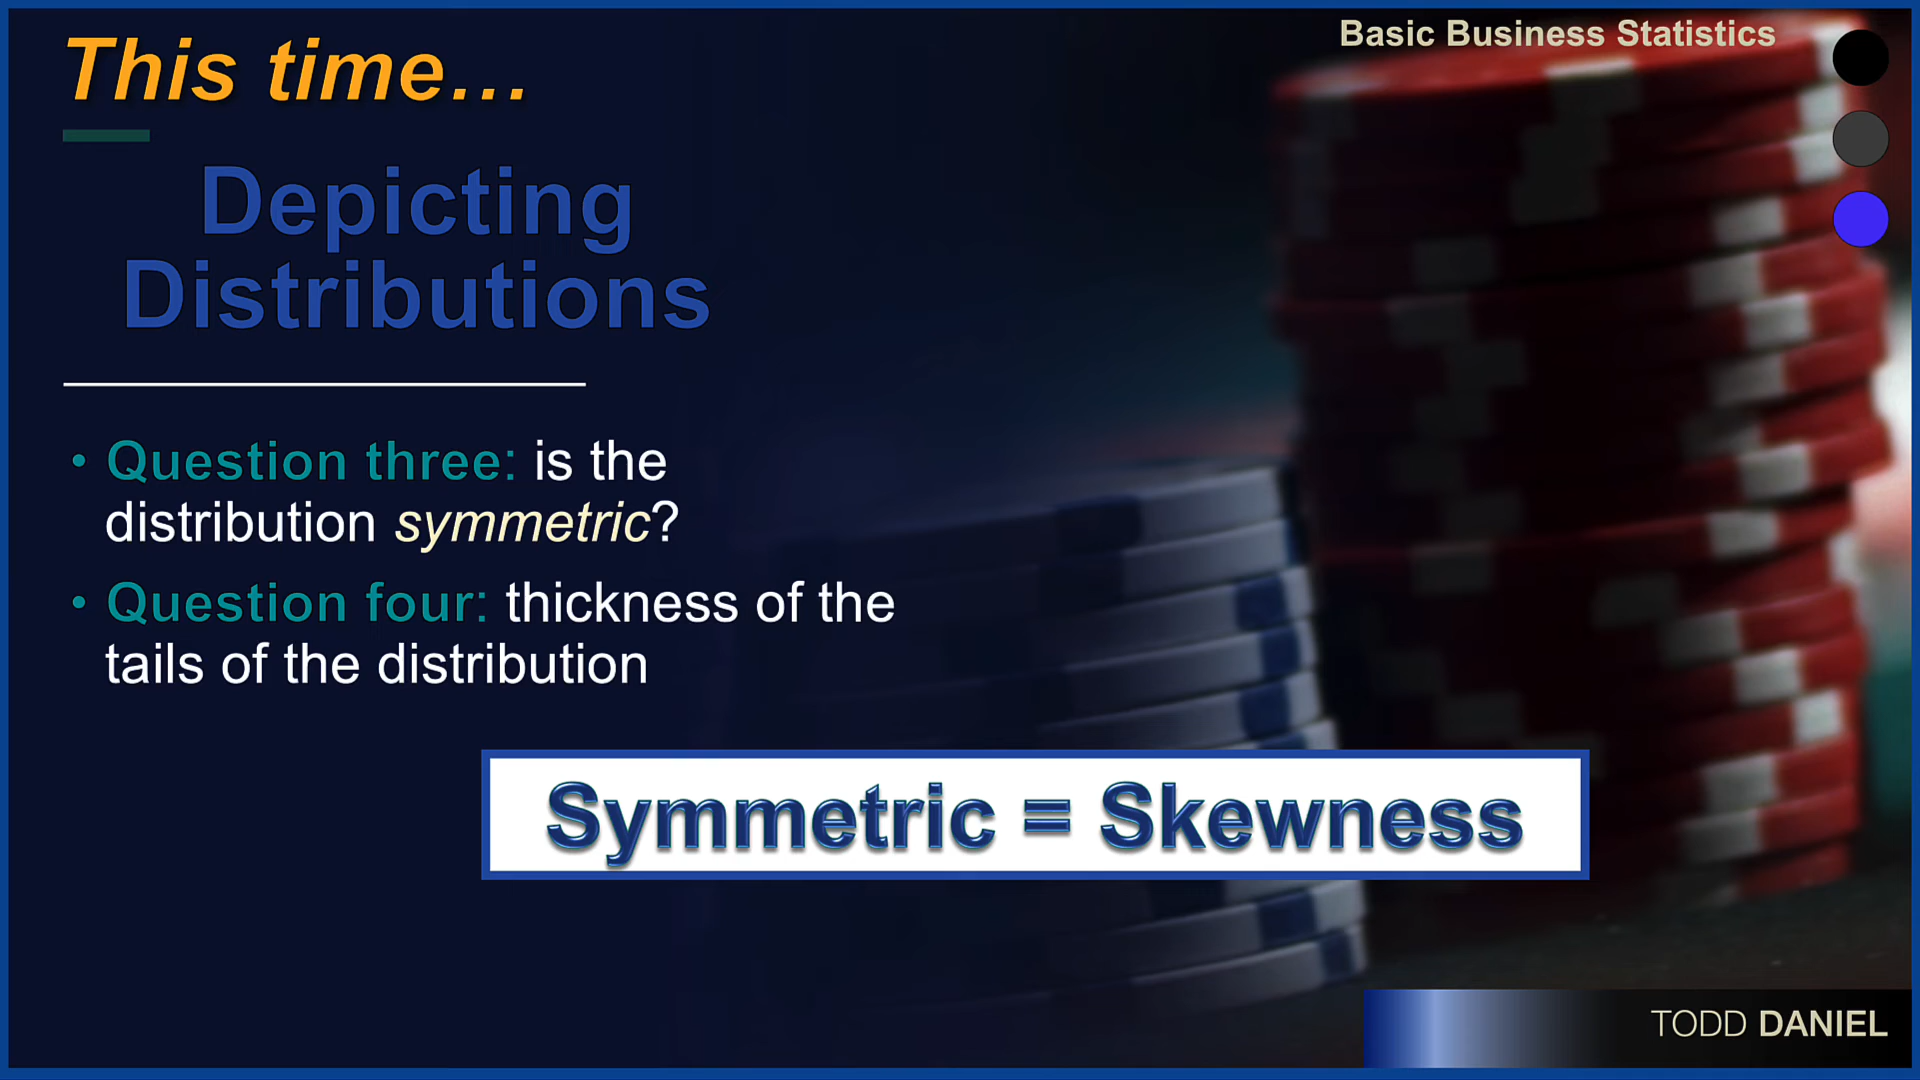 Basic Business Statistics
This time...
Depicting
Distributions
• Question three: is the
distribution symmetric?
• Question four: thickness of the
tails of the distribution
Symmetric = Skewness
TODD DANIEL